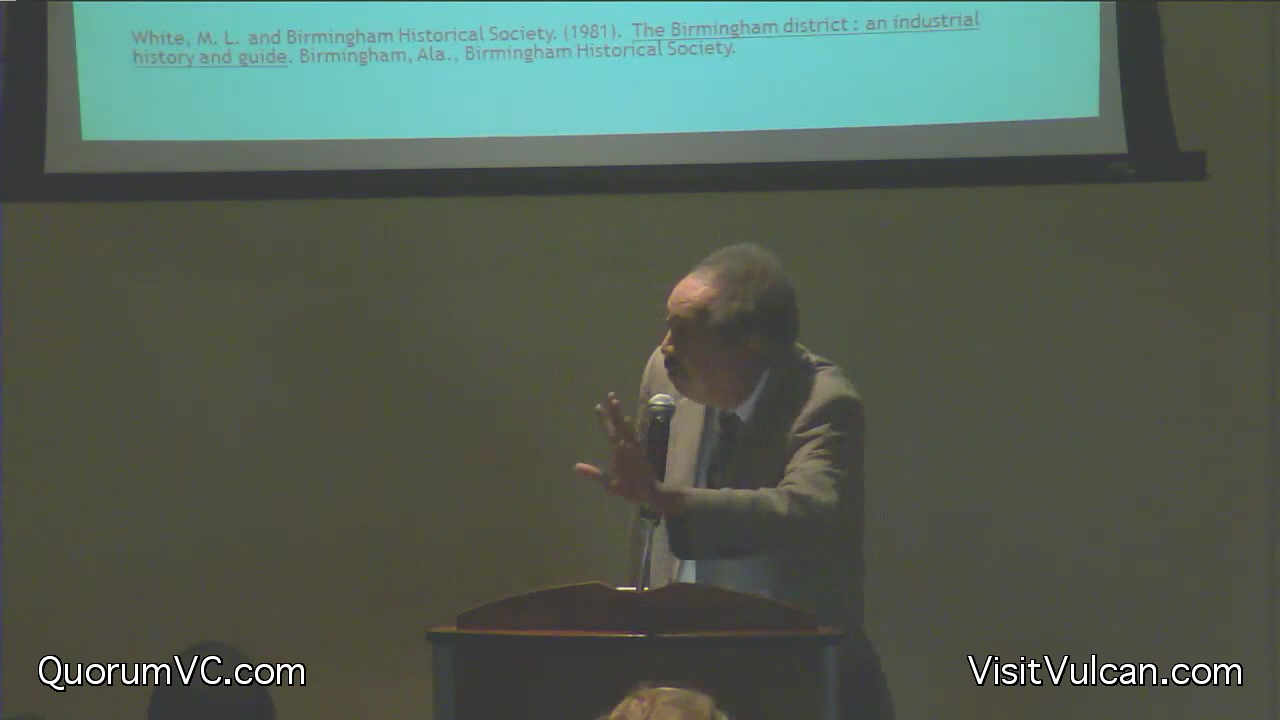 White, M. L. and Birmingham Historical Society. (1981). The Birmingham district : an industrial
history and guide. Birmingham, Ala., Birmingham Historical Society.
QuorumVC.com
VisitVulcan.com